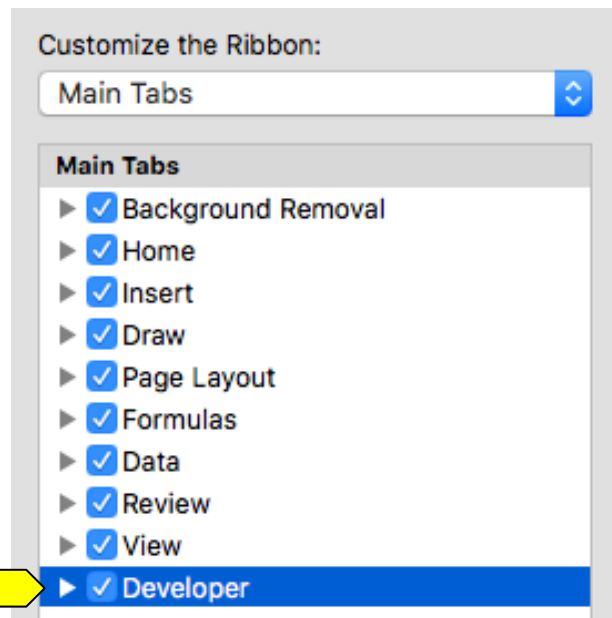 Customize the Ribbon:
Main Tabs
Main Tabs
Background Removal
Home
Insert
Draw
Page Layout
Formulas
Data
Review
View
Developer